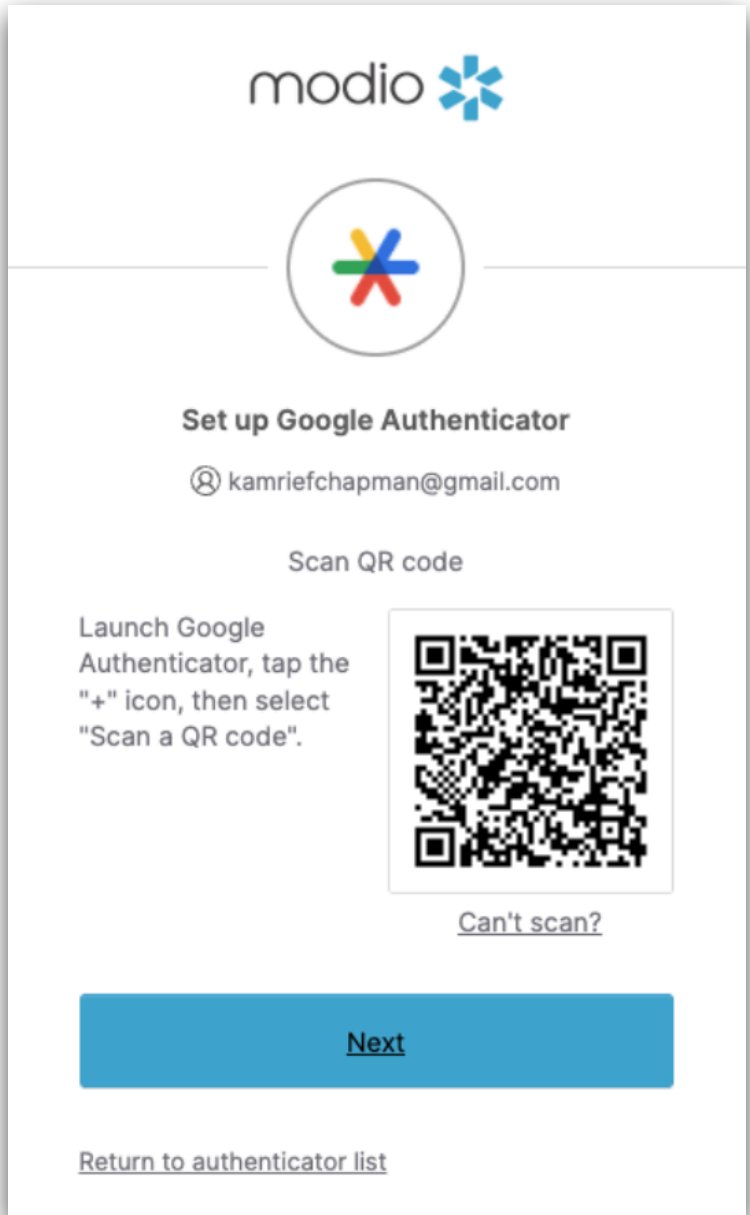 modio
Set up Google Authenticator
kamriefchapman@gmail.com
Scan QR code
Launch Google
Authenticator, tap the
"+" icon, then select
"Scan a QR code".
Can't scan?
Next
Return to authenticator list